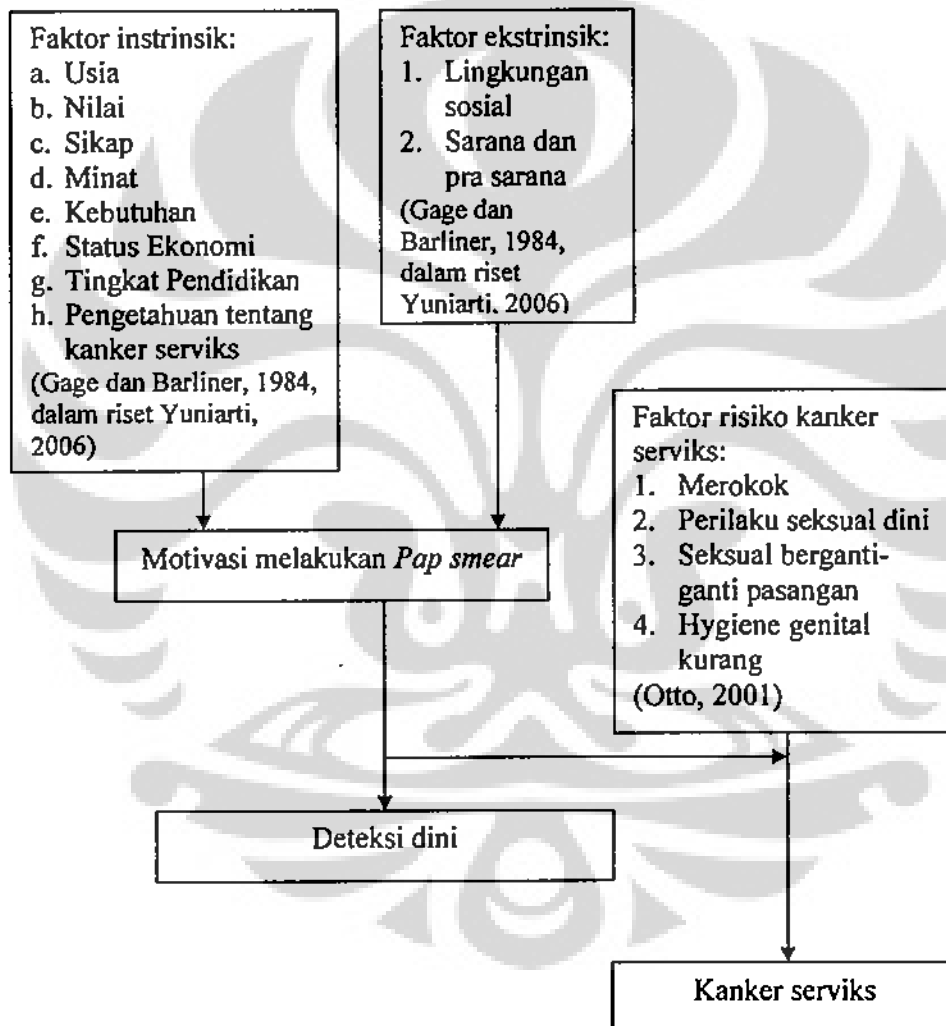 Faktor instrinsik:
a. Usia
b. Nilai
c. Sikap
d. Minat
e. Kebutuhan
f. Status Ekonomi
g. Tingkat Pendidikan
h. Pengetahuan tentang
kanker serviks
(Gage dan Barliner, 1984,
dalam riset Yuniarti,
2006)
Faktor ekstrinsik:
1. Lingkungan
sosial
2. Sarana dan
pra sarana
(Gage dan
Barliner, 1984,
dalam riset
Yuniarti, 2006)
Faktor risiko kanker
serviks:
1. Merokok
2. Perilaku seksual dini
3. Seksual berganti-
ganti pasangan
4. Hygiene genital
kurang
(Otto, 2001)
Motivasi melakukan Pap smear
Deteksi dini
Kanker serviks